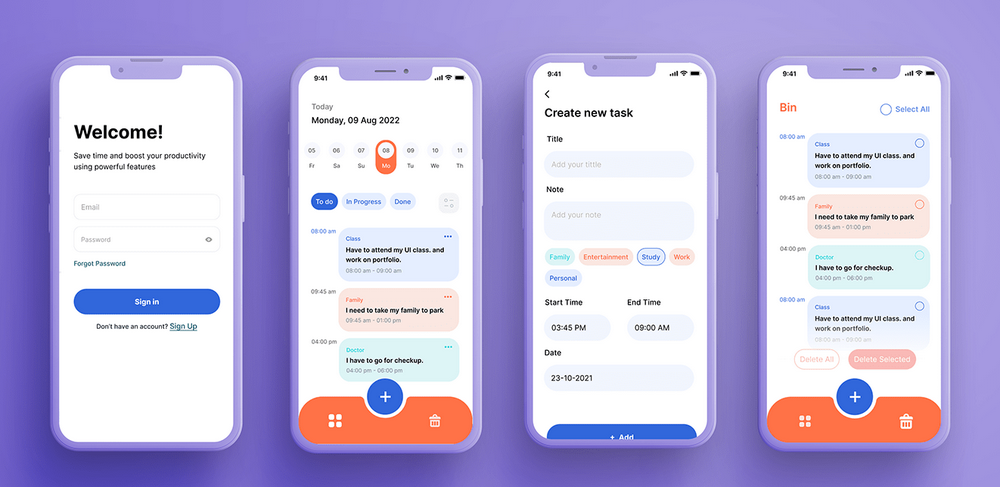 Welcome!
Save time and boost your productivity
using powerful features
Email
Password
Forgot Password
Sign in
Don't have an account? Sign Up
9:41
Today
Monday, 09 Aug 2022
05 06 07 08 09 10 11
Fr Sa Su Mo Tu We Th
To do In Progress Done
08:00 am
Class
Have to attend my UI class. and
work on portfolio.
08:00 am - 09:00 am
09:45 am
Family
I need to take my family to park
09:45 am - 01:00 pm
04:00 pm
Doctor
I have to go for checkup.
04:00 pm - 06:00 pm
+
9:41
Create new task
Title
Add your tittle
Note
Add your note
Family Entertainment Study Work
Personal
Start Time End Time
03:45 PM 09:00 AM
Date
23-10-2021
+ Add
9:41
Bin Select All
08:00 am
Class
Have to attend my UI class. and
work on portfolio.
08:00 am - 09:00 am
09:45 am
Family
I need to take my family to park
09:45 am - 01:00 pm
04:00 pm
Doctor
I have to go for checkup.
04:00 pm - 06:00 pm
08:00 am
Class
Have to attend my UI class. and
work on portfolio.
08:00 am - 09:00 am
Delete All Delete Selected
+